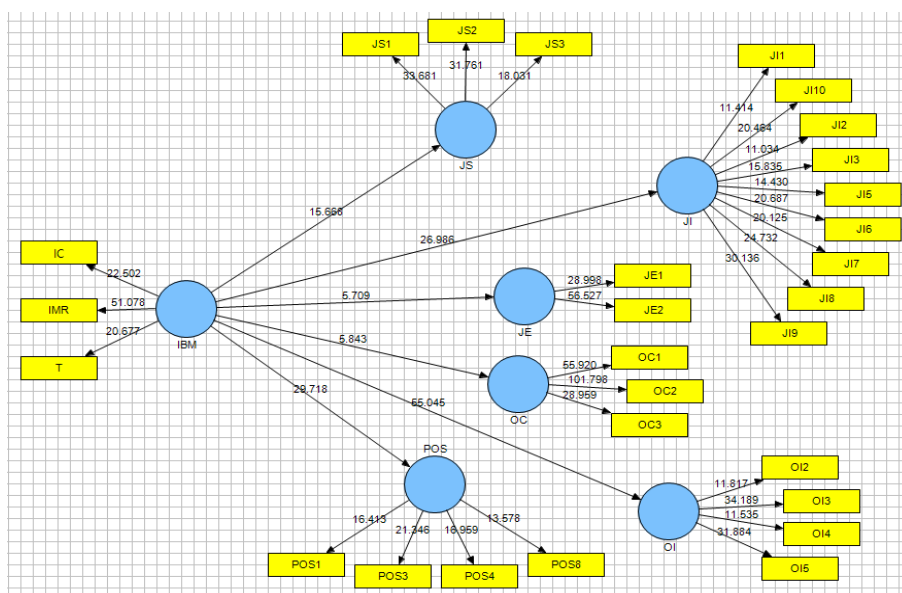 JS1
JS2
JS3
33.681
31.761
18.031
JS
JI1
JI10
JI2
JI3
JI5
JI6
JI7
JI8
JI9
11.414
20.484
11.034
15.835
14.430
20.687
20.125
24.732
30.136
JI
15.668
26.986
IC
IMR
T
22.502
51.078
20.677
IBM
5.709
JE
28.998
56.527
JE1
JE2
5.843
OC
55.920
101.798
28.959
OC1
OC2
OC3
29.718
55.045
POS
16.413
21.346
16.959
13.578
POS1
POS3
POS4
POS8
OI
11.817
34.189
11.535
31.884
OI2
OI3
OI4
OI5